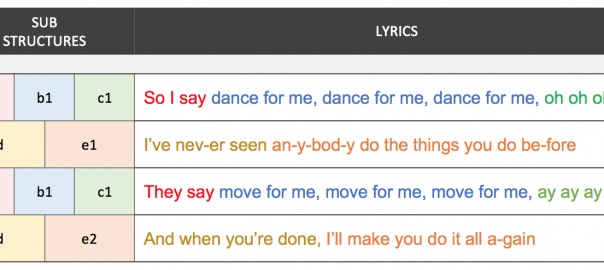 SUB
STRUCTURES
LYRICS
b1 c1 So I say dance for me, dance for me, dance for me, oh oh
e1 I've nev-er seen an-y-bod-y do the things you do be-fore
b1 c1 They say move for me, move for me, move for me, ay ay ay
e2 And when you're done, I'll make you do it all a-gain